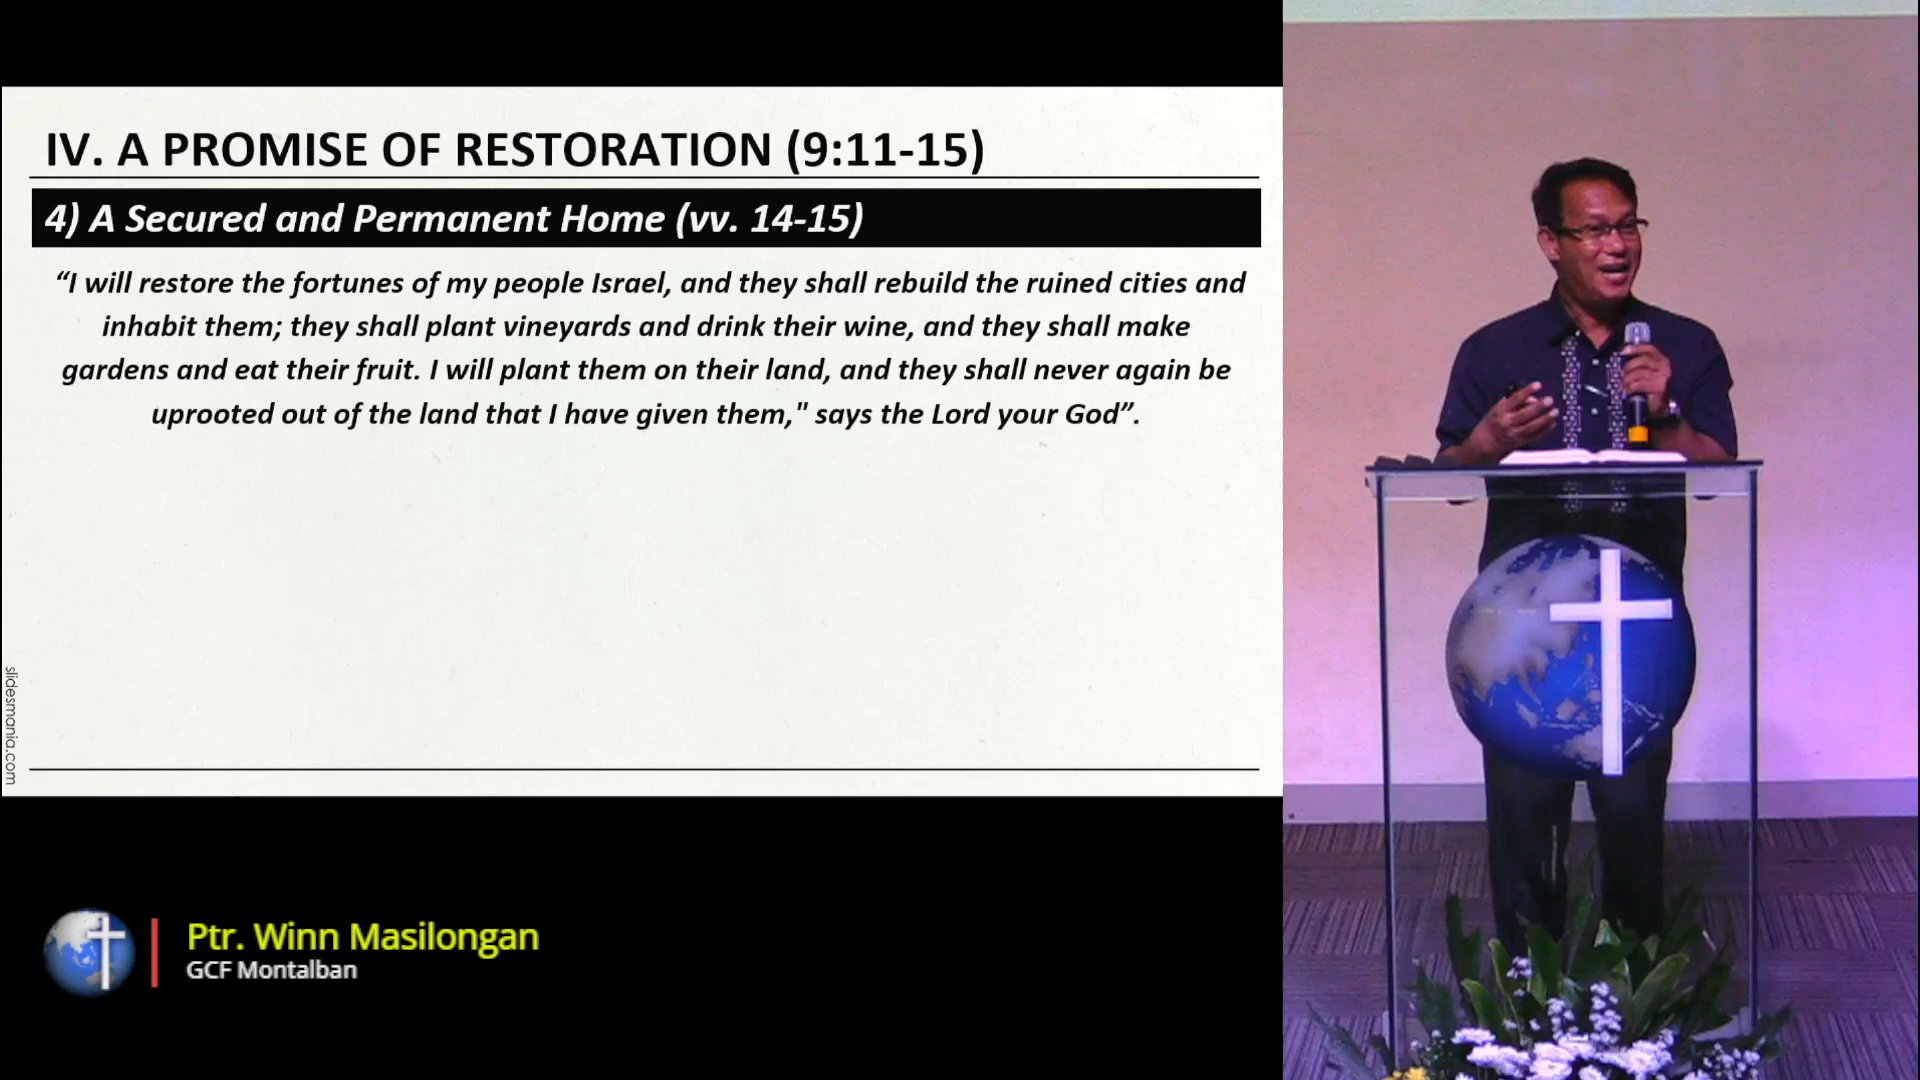 IV. A PROMISE OF RESTORATION (9:11-15)
4) A Secured and Permanent Home (vv. 14-15)
“I will restore the fortunes of my people Israel, and they shall rebuild the ruined cities and
inhabit them; they shall plant vineyards and drink their wine, and they shall make
gardens and eat their fruit. I will plant them on their land, and they shall never again be
uprooted out of the land that I have given them," says the Lord your God”.
slidesmania.com
Ptr. Winn Masilongan
GCF Montalban